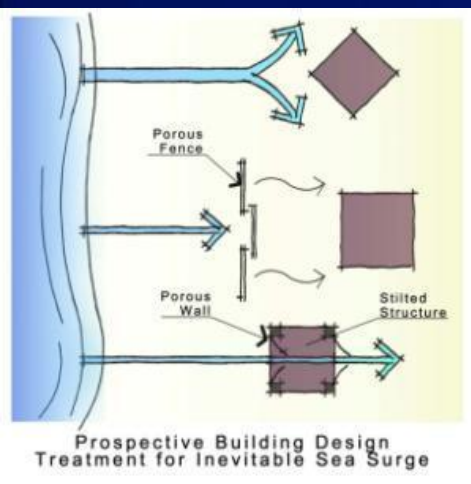 Porous
Fence
Porous
Wall
Stilted
Structure
Prospective Building Design
Treatment for Inevitable Sea Surge